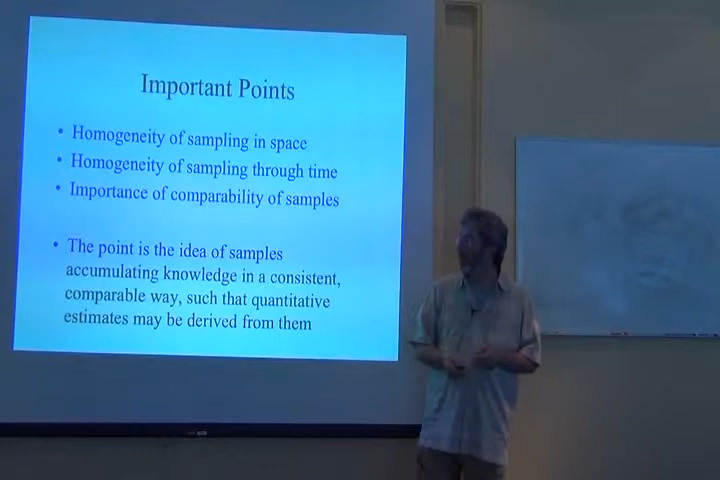 Important Points
• Homogeneity of sampling in space
• Homogeneity of sampling through time
• Importance of comparability of samples
• The point is the idea of samples
accumulating knowledge in a consistent,
comparable way, such that quantitative
estimates may be derived from them